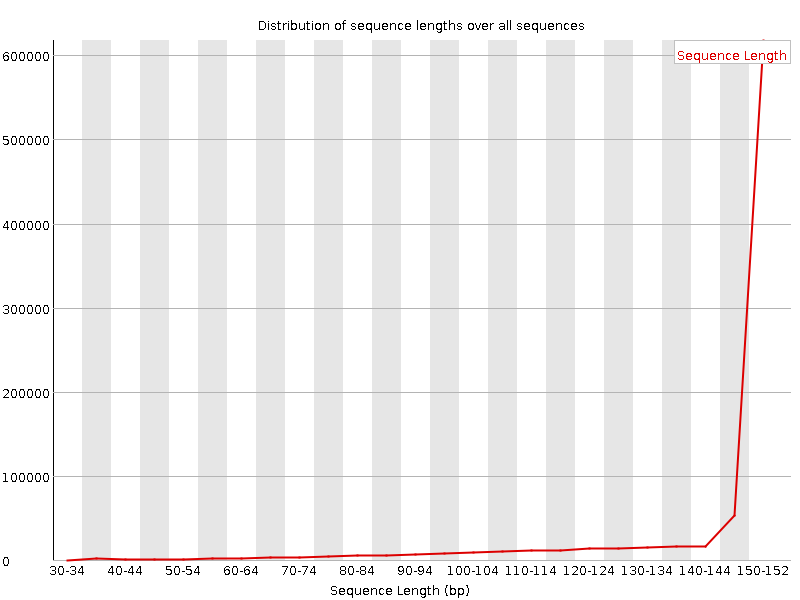 Distribution of sequence lengths over all sequences
Sequence Length
600000
500000
400000
300000
200000
100000
0
30-34 40-44 50-54 60-64 70-74 80-84 90-94 100-104 110-114 120-124 130-134 140-144 150-152
Sequence Length (bp)